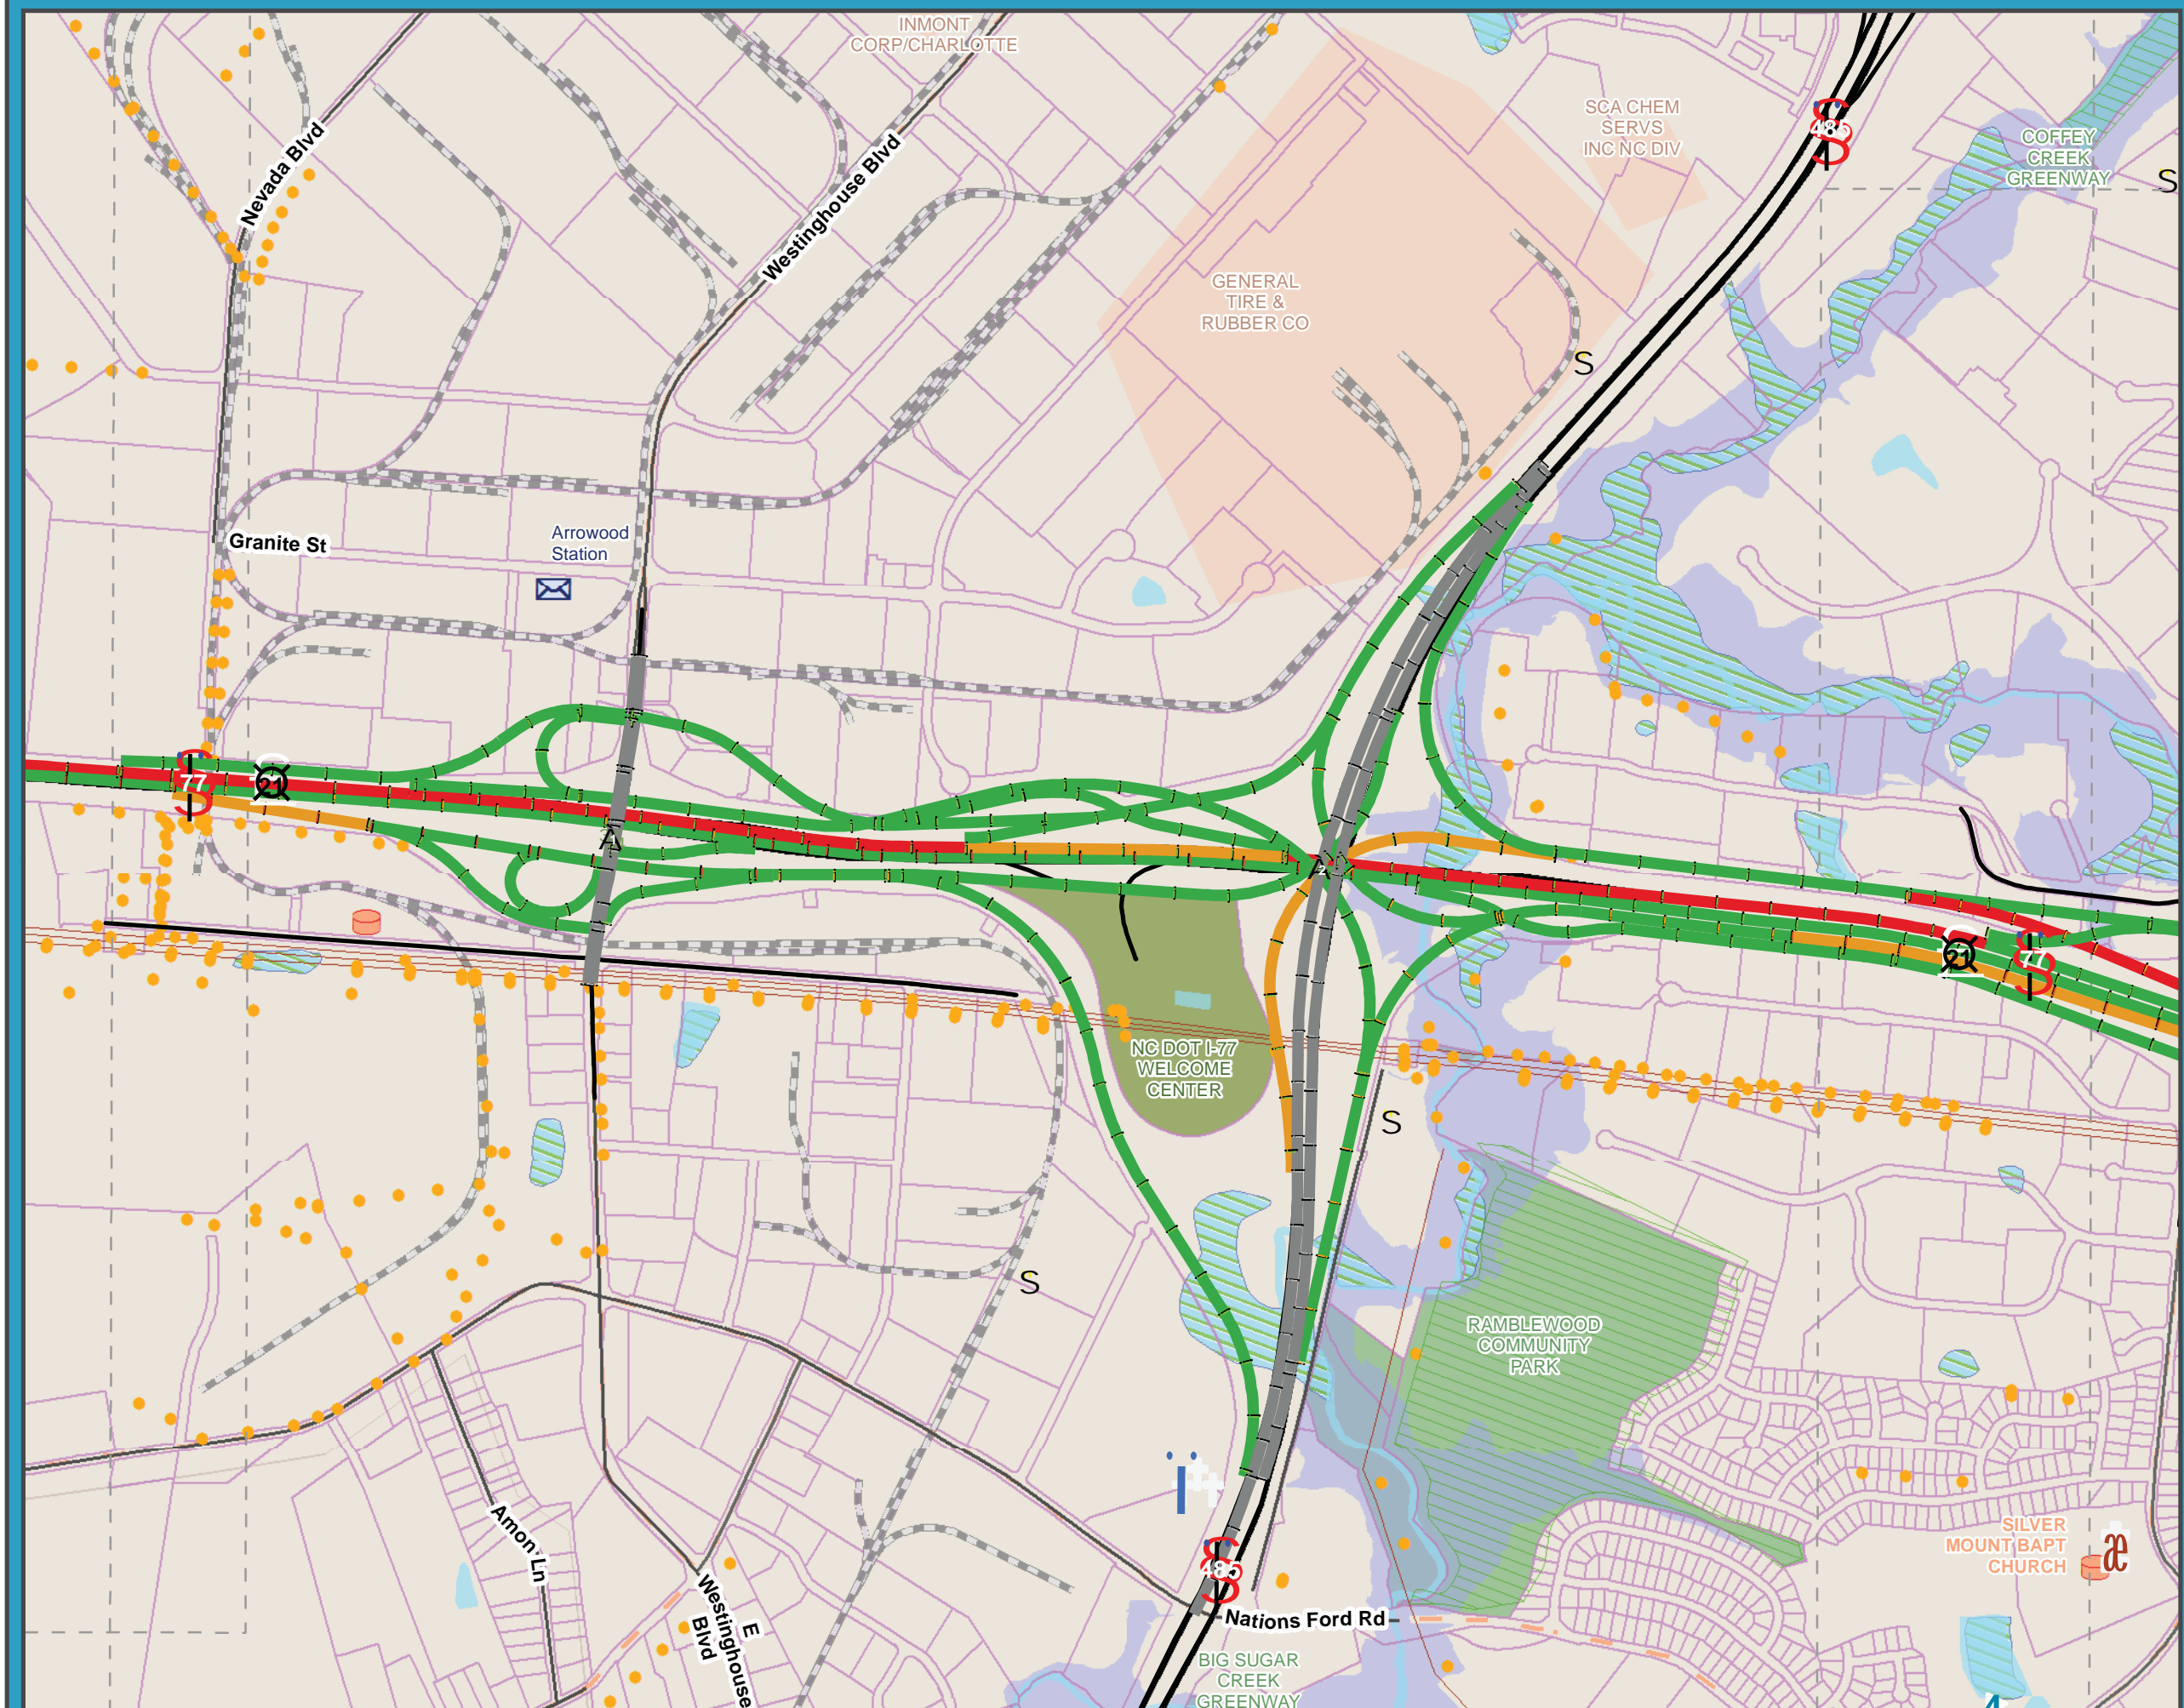 INMONT
CORP/CHARLOTTE
SCA CHEM
SERVS
INC NC DIV
485
COFFEY
CREEK
GREENWAY
S
Nevada Blvd
Westinghouse Blvd
GENERAL
TIRE &
RUBBER CO
S
Granite St
Arrowood
Station
77
21
21
77
NC DOT I-77
WELCOME
CENTER
S
S
RAMBLEWOOD
COMMUNITY
PARK
Amon Ln
E
Westinghouse
Blvd
485
Nations Ford Rd
SILVER
MOUNT BAPT
CHURCH
æ
BIG SUGAR
CREEK
GREENWAY